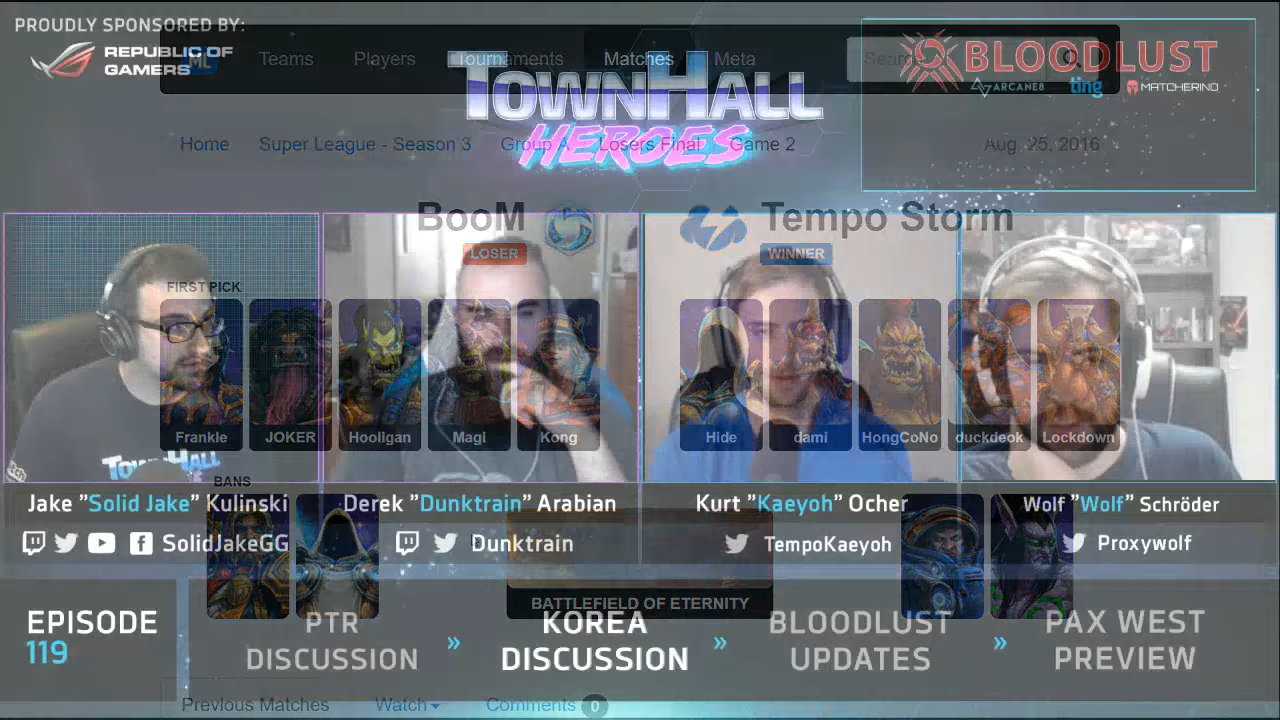 PROUDLY SPONSORED BY:
REPUBLIC OF
GAMERS
ML
Teams
Players
Tournaments
Matches
Meta
Search
BLOODLUST
ARCANE8
ting
MATCHERINO
TOWNHALL
HEROES
Home
Super League - Season 3
Group A
Losers Final
Game 2
Aug. 25, 2016
BooM
LOSER
Tempo Storm
WINNER
FIRST PICK
Frankle
JOKER
Hooligan
Magi
Kong
Hide
dami
HongCoNo
duckdeok
Lockdown
BANS
Jake "Solid Jake" Kulinski
Derek "Dunktrain" Arabian
Kurt "Kaeyoh" Ocher
Wolf "Wolf" Schröder
SolidJakeGG
Dunktrain
TempoKaeyoh
Proxywolf
BATTLEFIELD OF ETERNITY
EPISODE
119
PTR
DISCUSSION
»
KOREA
DISCUSSION
»
BLOODLUST
UPDATES
»
PAX WEST
PREVIEW
Previous Matches
Watch
Comments 0